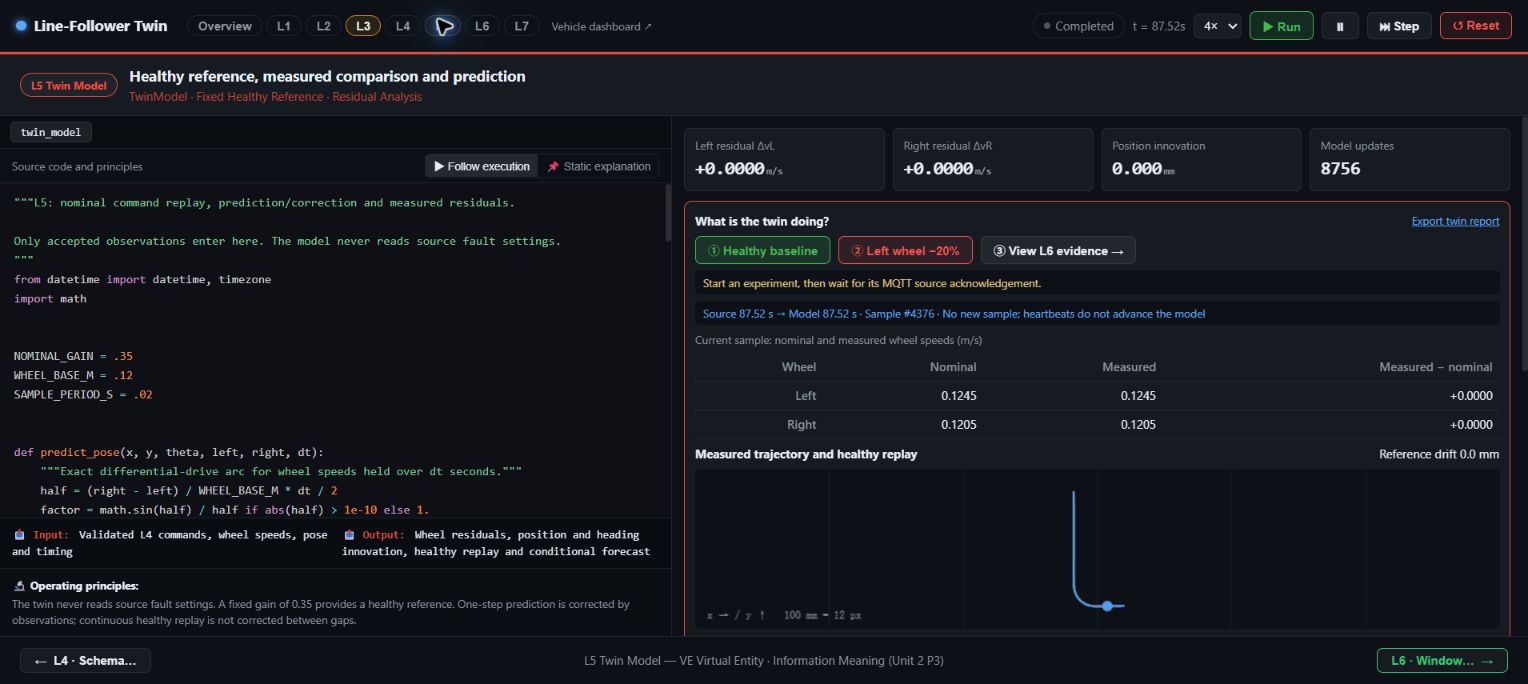 Line-Follower Twin
Overview L1 L2 L3 L4 L6 L7 Vehicle dashboard ↗
Completed t = 87.52s 4× ▶ Run ⏸ ⏭ Step ↺ Reset
L5 Twin Model
Healthy reference, measured comparison and prediction
TwinModel · Fixed Healthy Reference · Residual Analysis
twin_model
Source code and principles
▶ Follow execution 📌 Static explanation
"""L5: nominal command replay, prediction/correction and measured residuals.
Only accepted observations enter here. The model never reads source fault settings.
"""
from datetime import datetime, timezone
import math
NOMINAL_GAIN = .35
WHEEL_BASE_M = .12
SAMPLE_PERIOD_S = .02
def predict_pose(x, y, theta, left, right, dt):
"""Exact differential-drive arc for wheel speeds held over dt seconds."""
half = (right - left) / WHEEL_BASE_M * dt / 2
factor = math.sin(half) / half if abs(half) > 1e-10 else 1.
📥 Input: Validated L4 commands, wheel speeds, pose
and timing
📤 Output: Wheel residuals, position and heading
innovation, healthy replay and conditional forecast
🔬 Operating principles:
The twin never reads source fault settings. A fixed gain of 0.35 provides a healthy reference. One-step prediction is corrected by
observations; continuous healthy replay is not corrected between gaps.
Left residual ΔvL
+0.0000 m/s
Right residual ΔvR
+0.0000 m/s
Position innovation
0.000 mm
Model updates
8756
What is the twin doing?
Export twin report
① Healthy baseline ② Left wheel −20% ③ View L6 evidence →
Start an experiment, then wait for its MQTT source acknowledgement.
Source 87.52 s → Model 87.52 s · Sample #4376 · No new sample; heartbeats do not advance the model
Current sample: nominal and measured wheel speeds (m/s)
Wheel Nominal Measured Measured − nominal
Left 0.1245 0.1245 +0.0000
Right 0.1205 0.1205 +0.0000
Measured trajectory and healthy replay
Reference drift 0.0 mm
x → / y ↑ 100 mm = 12 px
← L4 · Schema...
L5 Twin Model — VE Virtual Entity · Information Meaning (Unit 2 P3)
L6 · Window... →